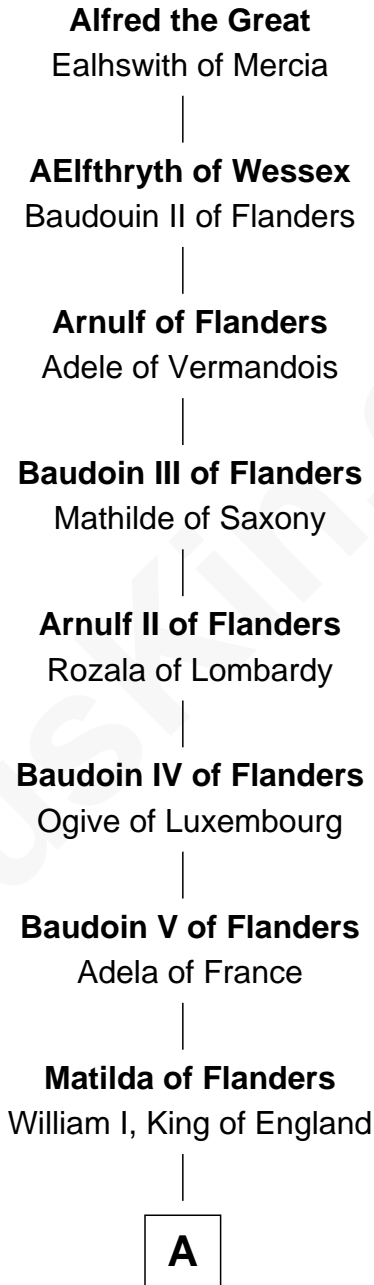 Alfred the Great
Ealhswith of Mercia
AElfthryth of Wessex
Baudouin II of Flanders
Arnulf of Flanders
Adele of Vermandois
Baudoin III of Flanders
Mathilde of Saxony
Arnulf II of Flanders
Rozala of Lombardy
Baudoin IV of Flanders
Ogive of Luxembourg
Baudoin V of Flanders
Adela of France
Matilda of Flanders
William I, King of England
A